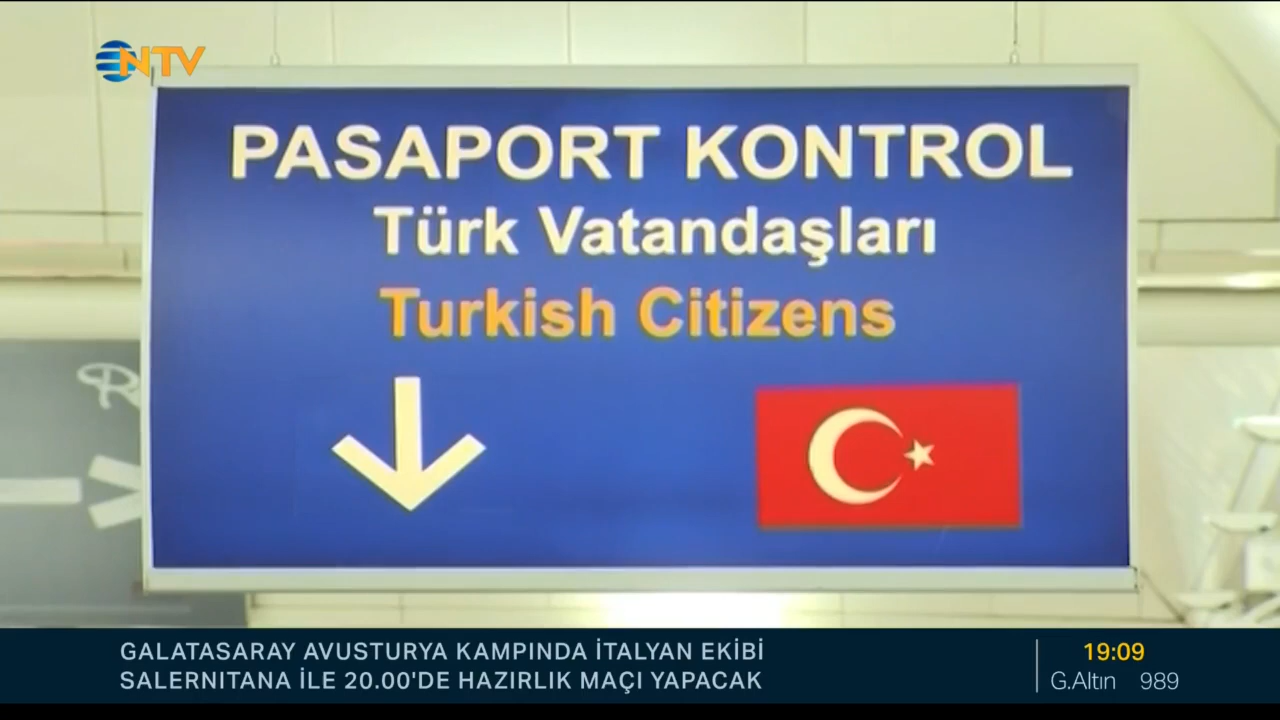 NTV
PASAPORT KONTROL
Türk Vatandaşları
Turkish Citizens
GALATASARAY AVUSTURYA KAMPINDA İTALYAN EKİBİ
SALERNITANA İLE 20.00'DE HAZIRLIK MAÇI YAPACAK
19:09
G.Altın 989